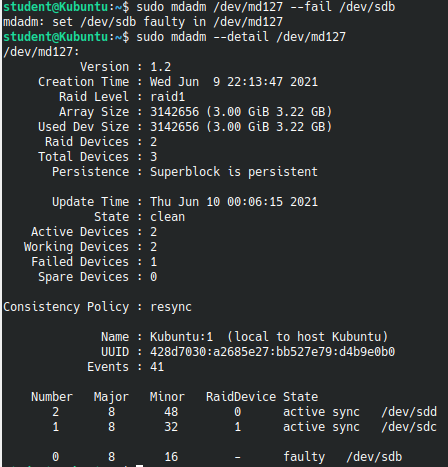 student@Kubuntu:~$ sudo mdadm /dev/md127 --fail /dev/sdb
mdadm: set /dev/sdb faulty in /dev/md127
student@Kubuntu:~$ sudo mdadm --detail /dev/md127
/dev/md127:
Version : 1.2
Creation Time : Wed Jun  9 22:13:47 2021
Raid Level : raid1
Array Size : 3142656 (3.00 GiB 3.22 GB)
Used Dev Size : 3142656 (3.00 GiB 3.22 GB)
Raid Devices : 2
Total Devices : 3
Persistence : Superblock is persistent
Update Time : Thu Jun 10 00:06:15 2021
State : clean
Active Devices : 2
Working Devices : 2
Failed Devices : 1
Spare Devices : 0
Consistency Policy : resync
Name : Kubuntu:1  (local to host Kubuntu)
UUID : 428d7030:a2685e27:bb527e79:d4b9e0b0
Events : 41
Number   Major   Minor   RaidDevice State
2       8       48        0      active sync   /dev/sdd
1       8       32        1      active sync   /dev/sdc
0       8       16        -      faulty   /dev/sdb